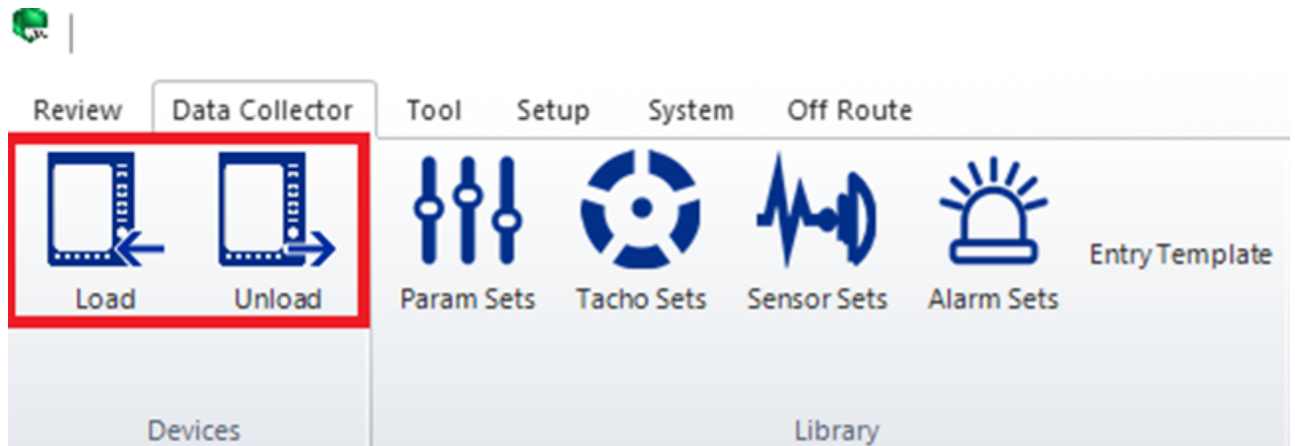 Review Data Collector Tool Setup System Off Route
Load Unload Param Sets Tacho Sets Sensor Sets Alarm Sets Entry Template
Devices Library